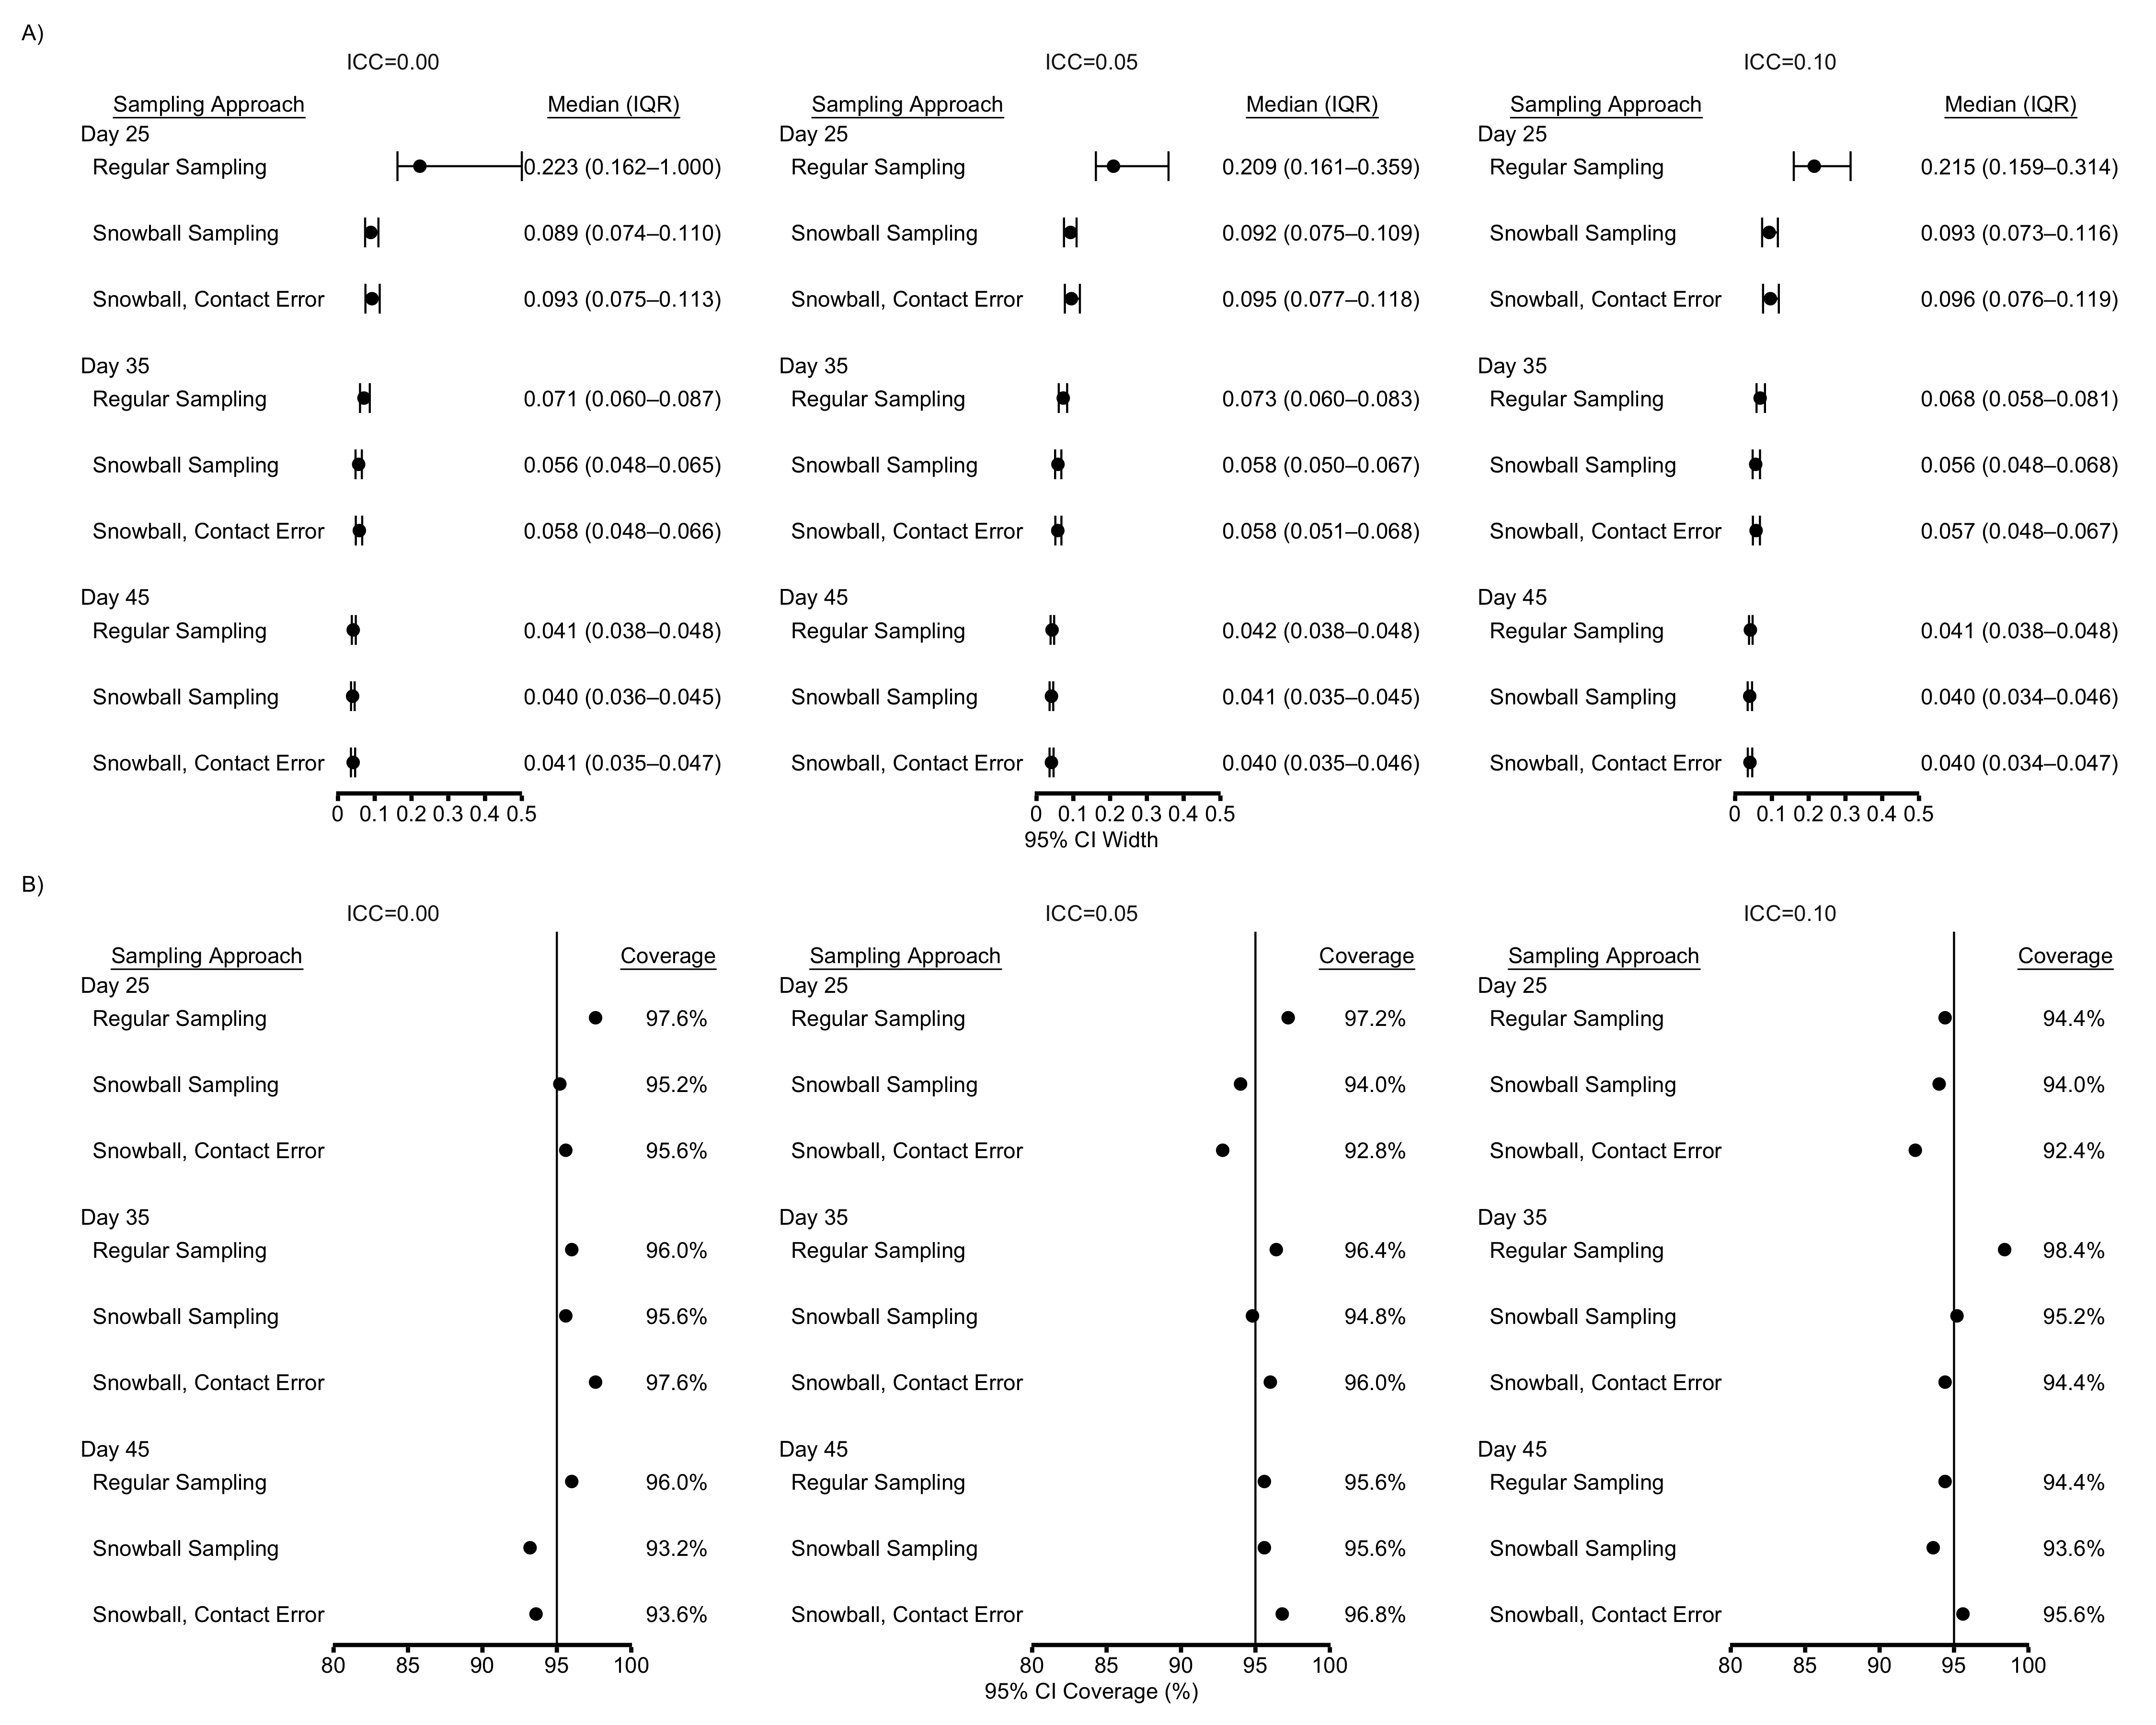 A)
ICC=0.00 ICC=0.05 ICC=0.10
Sampling Approach Median (IQR) Sampling Approach Median (IQR) Sampling Approach Median (IQR)
Day 25 Day 25 Day 25
Regular Sampling 0.223 (0.162–1.000) Regular Sampling 0.209 (0.161–0.359) Regular Sampling 0.215 (0.159–0.314)
Snowball Sampling 0.089 (0.074–0.110) Snowball Sampling 0.092 (0.075–0.109) Snowball Sampling 0.093 (0.073–0.116)
Snowball, Contact Error 0.093 (0.075–0.113) Snowball, Contact Error 0.095 (0.077–0.118) Snowball, Contact Error 0.096 (0.076–0.119)
Day 35 Day 35 Day 35
Regular Sampling 0.071 (0.060–0.087) Regular Sampling 0.073 (0.060–0.083) Regular Sampling 0.068 (0.058–0.081)
Snowball Sampling 0.056 (0.048–0.065) Snowball Sampling 0.058 (0.050–0.067) Snowball Sampling 0.056 (0.048–0.068)
Snowball, Contact Error 0.058 (0.048–0.066) Snowball, Contact Error 0.058 (0.051–0.068) Snowball, Contact Error 0.057 (0.048–0.067)
Day 45 Day 45 Day 45
Regular Sampling 0.041 (0.038–0.048) Regular Sampling 0.042 (0.038–0.048) Regular Sampling 0.041 (0.038–0.048)
Snowball Sampling 0.040 (0.036–0.045) Snowball Sampling 0.041 (0.035–0.045) Snowball Sampling 0.040 (0.034–0.046)
Snowball, Contact Error 0.041 (0.035–0.047) Snowball, Contact Error 0.040 (0.035–0.046) Snowball, Contact Error 0.040 (0.034–0.047)
0 0.1 0.2 0.3 0.4 0.5 0 0.1 0.2 0.3 0.4 0.5 0 0.1 0.2 0.3 0.4 0.5
95% CI Width
B)
ICC=0.00 ICC=0.05 ICC=0.10
Sampling Approach Coverage Sampling Approach Coverage Sampling Approach Coverage
Day 25 Day 25 Day 25
Regular Sampling 97.6% Regular Sampling 97.2% Regular Sampling 94.4%
Snowball Sampling 95.2% Snowball Sampling 94.0% Snowball Sampling 94.0%
Snowball, Contact Error 95.6% Snowball, Contact Error 92.8% Snowball, Contact Error 92.4%
Day 35 Day 35 Day 35
Regular Sampling 96.0% Regular Sampling 96.4% Regular Sampling 98.4%
Snowball Sampling 95.6% Snowball Sampling 94.8% Snowball Sampling 95.2%
Snowball, Contact Error 97.6% Snowball, Contact Error 96.0% Snowball, Contact Error 94.4%
Day 45 Day 45 Day 45
Regular Sampling 96.0% Regular Sampling 95.6% Regular Sampling 94.4%
Snowball Sampling 93.2% Snowball Sampling 95.6% Snowball Sampling 93.6%
Snowball, Contact Error 93.6% Snowball, Contact Error 96.8% Snowball, Contact Error 95.6%
80 85 90 95 100 80 85 90 95 100 80 85 90 95 100
95% CI Coverage (%)